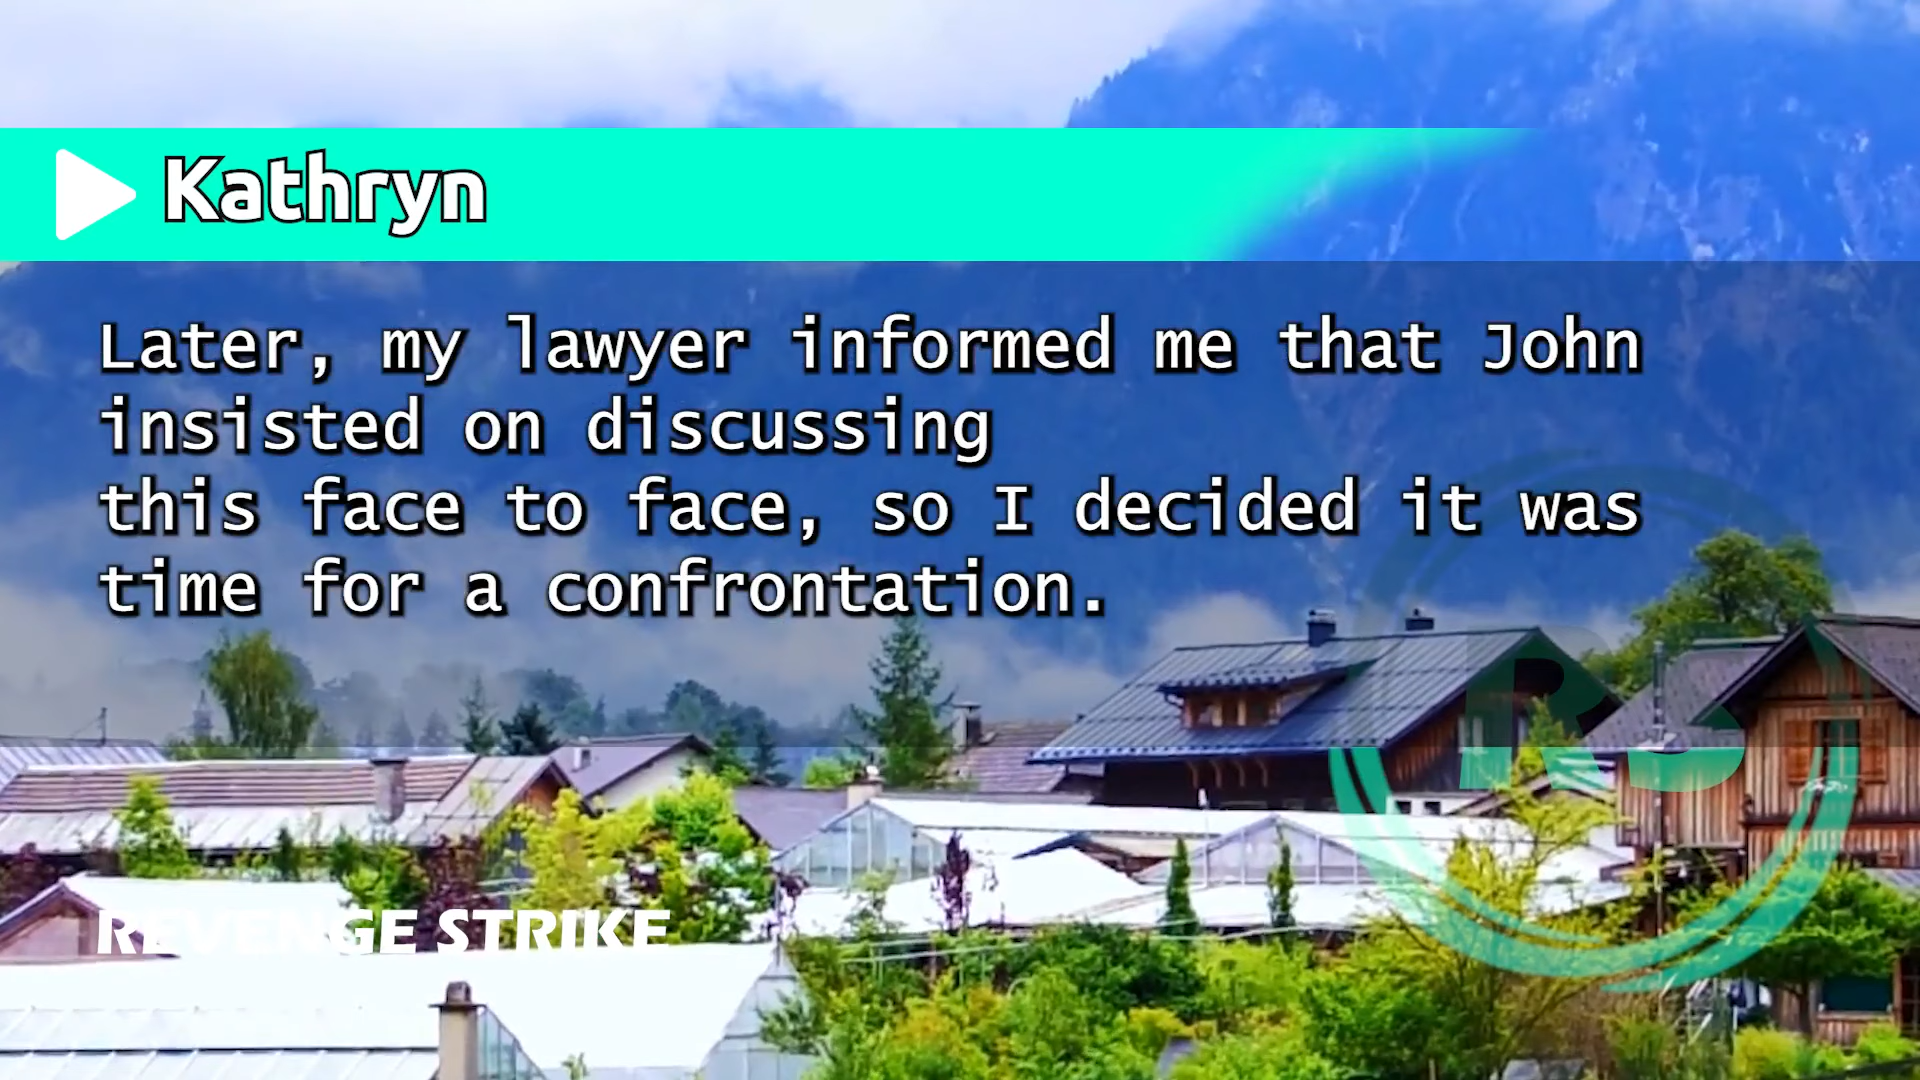 Kathryn
Later, my lawyer informed me that John
insisted on discussing
this face to face, so I decided it was
time for a confrontation.
RS
REVENGE STRIKE